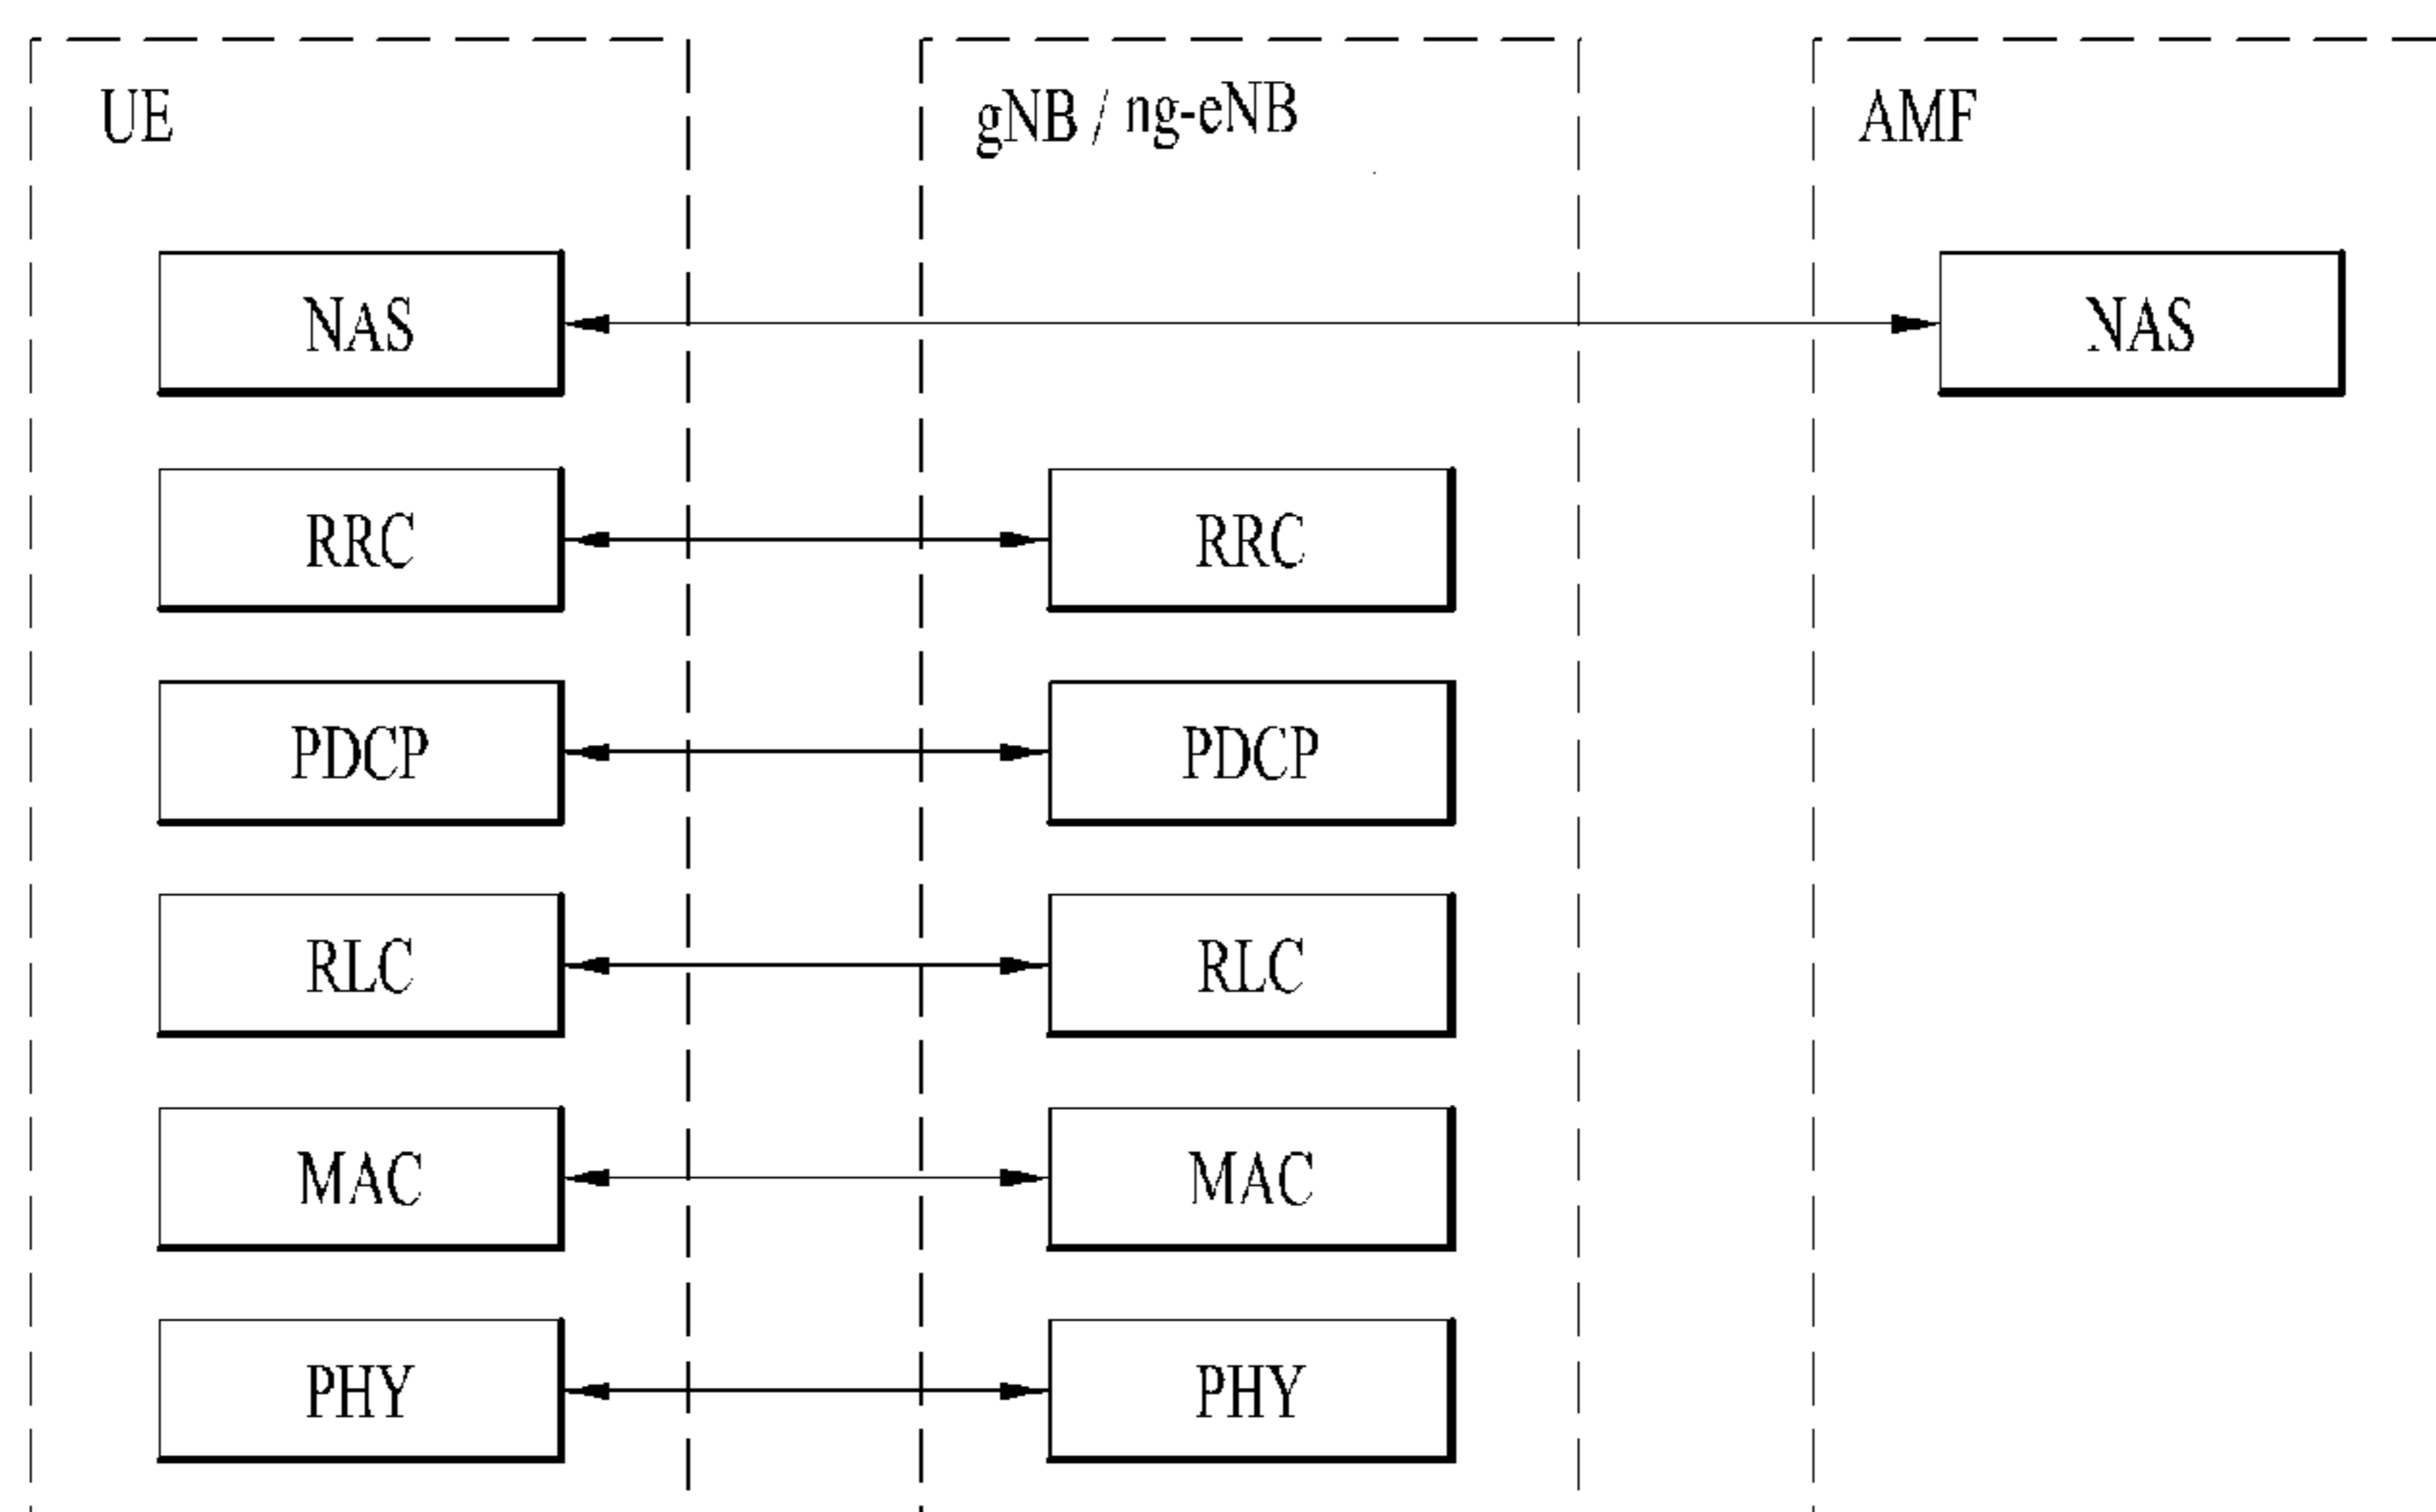 UE gNB / ng-eNB AMF
NAS NAS
RRC RRC
PDCP PDCP
RLC RLC
MAC MAC
PHY PHY